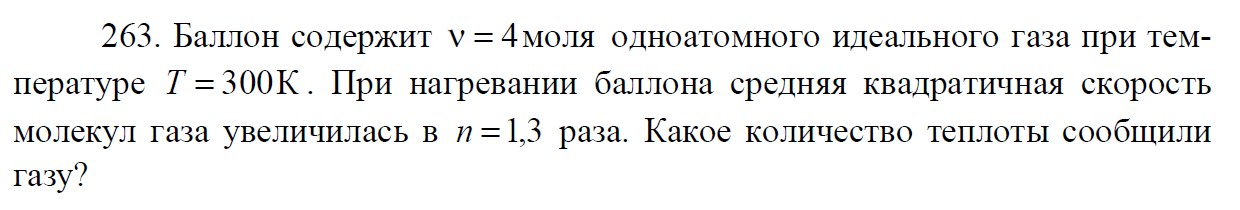 263. Баллон содержит ν = 4 моля одноатомного идеального газа при тем-
пературе T = 300 К. При нагревании баллона средняя квадратичная скорость
молекул газа увеличилась в n = 1,3 раза. Какое количество теплоты сообщили
газу?